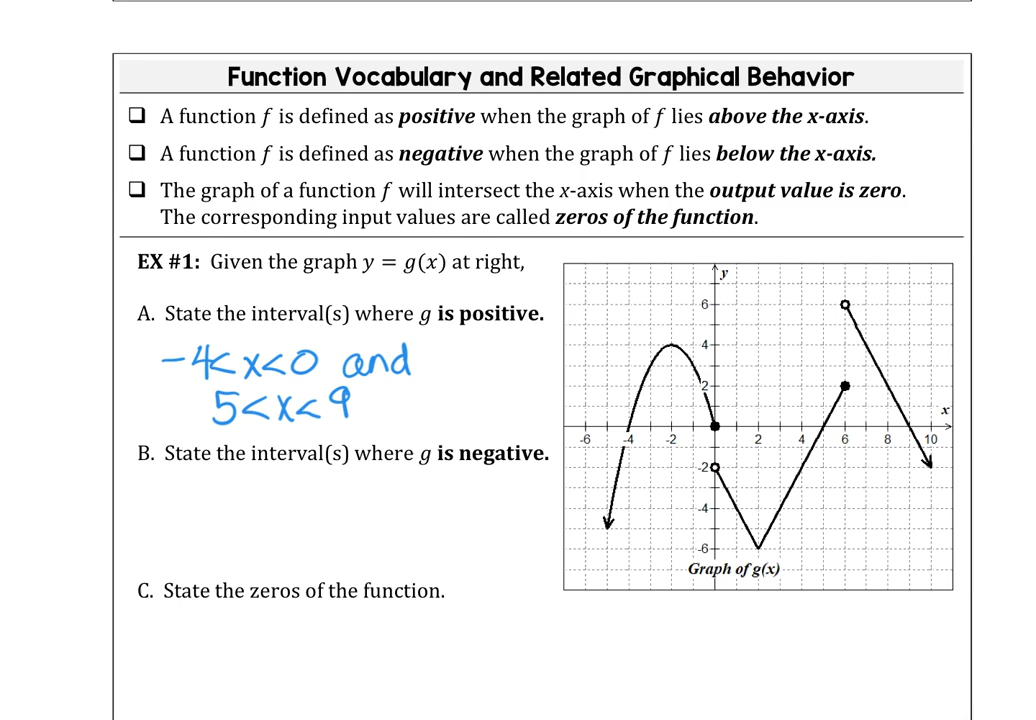 Function Vocabulary and Related Graphical Behavior
❑ A function f is defined as positive when the graph of f lies above the x-axis.
❑ A function f is defined as negative when the graph of f lies below the x-axis.
❑ The graph of a function f will intersect the x-axis when the output value is zero.
The corresponding input values are called zeros of the function.
EX #1: Given the graph y = g(x) at right,
A. State the interval(s) where g is positive.
-4<x<0 and
5<x<9
B. State the interval(s) where g is negative.
C. State the zeros of the function.
y
6
4
2
x
-6 -4 -2 2 4 6 8 10
-2
-4
-6
Graph of g(x)